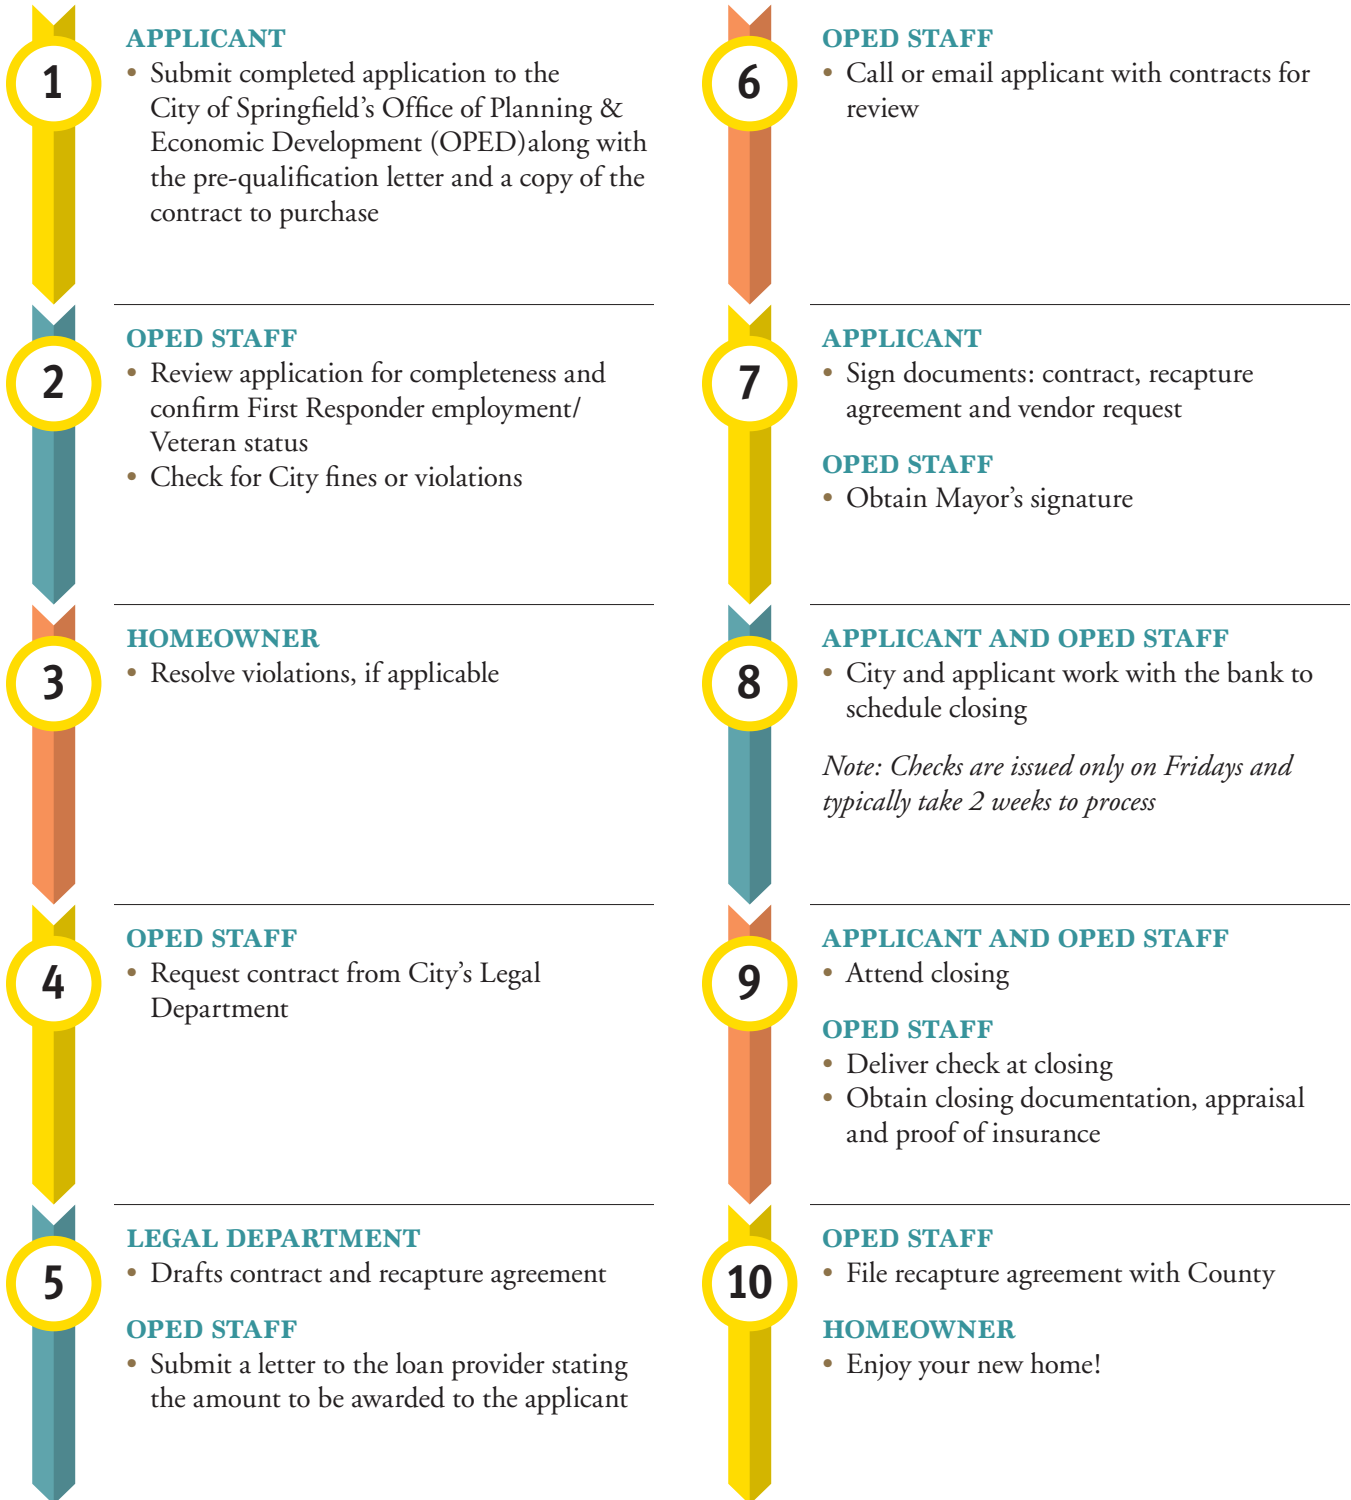 1
APPLICANT
• Submit completed application to the
City of Springfield’s Office of Planning &
Economic Development (OPED)along with
the pre-qualification letter and a copy of the
contract to purchase
2
OPED STAFF
• Review application for completeness and
confirm First Responder employment/
Veteran status
• Check for City fines or violations
3
HOMEOWNER
• Resolve violations, if applicable
4
OPED STAFF
• Request contract from City’s Legal
Department
5
LEGAL DEPARTMENT
• Drafts contract and recapture agreement
OPED STAFF
• Submit a letter to the loan provider stating
the amount to be awarded to the applicant
6
OPED STAFF
• Call or email applicant with contracts for
review
7
APPLICANT
• Sign documents: contract, recapture
agreement and vendor request
OPED STAFF
• Obtain Mayor’s signature
8
APPLICANT AND OPED STAFF
• City and applicant work with the bank to
schedule closing
Note: Checks are issued only on Fridays and
typically take 2 weeks to process
9
APPLICANT AND OPED STAFF
• Attend closing
OPED STAFF
• Deliver check at closing
• Obtain closing documentation, appraisal
and proof of insurance
10
OPED STAFF
• File recapture agreement with County
HOMEOWNER
• Enjoy your new home!